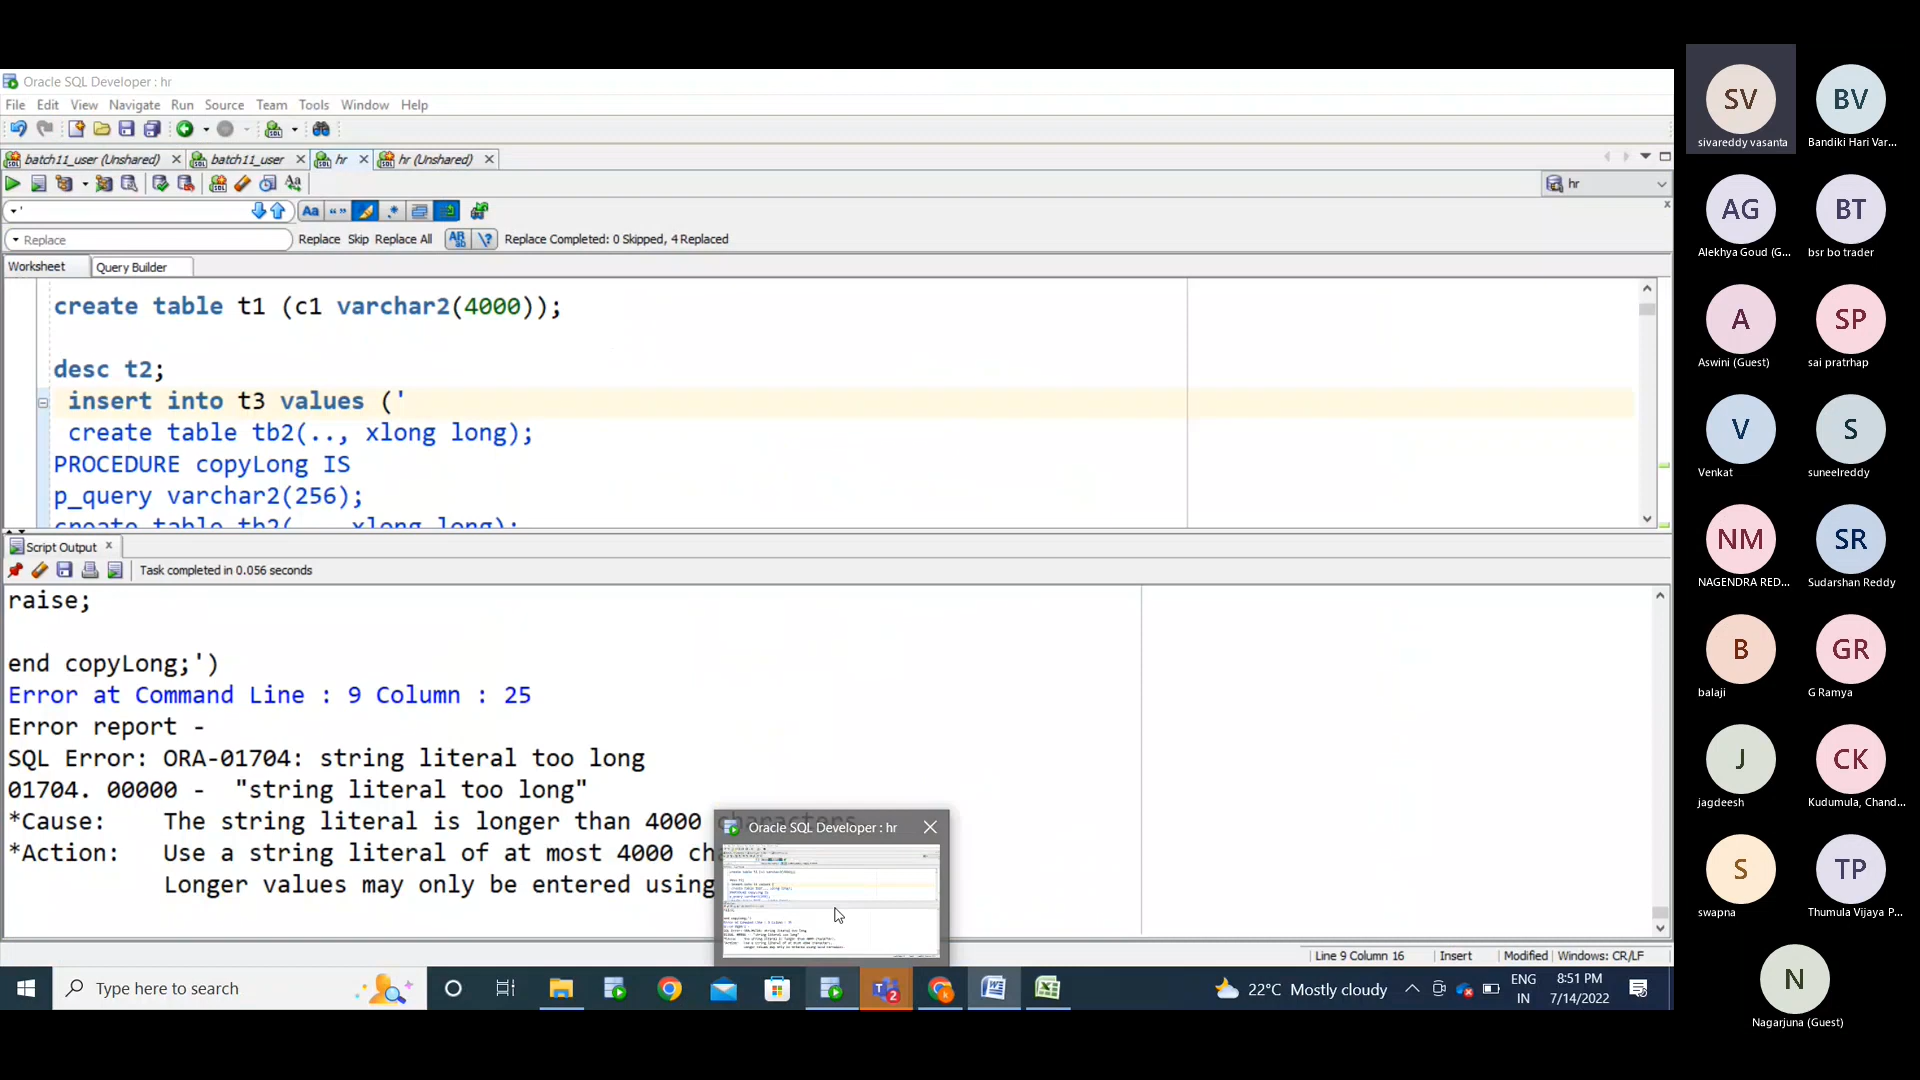 Oracle SQL Developer : hr
File Edit View Navigate Run Source Team Tools Window Help
batch11_user (Unshared) batch11_user hr hr (Unshared)
hr
'
Replace Replace Skip Replace All Replace Completed: 0 Skipped, 4 Replaced
Worksheet Query Builder
create table t1 (c1 varchar2(4000));
desc t2;
insert into t3 values ('
create table tb2(.., xlong long);
PROCEDURE copyLong IS
p_query varchar2(256);
create table tb2(.., xlong long);
Script Output
Task completed in 0.056 seconds
raise;
end copyLong;')
Error at Command Line : 9 Column : 25
Error report -
SQL Error: ORA-01704: string literal too long
01704. 00000 - "string literal too long"
*Cause: The string literal is longer than 4000 characters.
*Action: Use a string literal of at most 4000 ch
Longer values may only be entered using
Oracle SQL Developer : hr
Line 9 Column 16 Insert Modified Windows: CR/LF
Type here to search
22°C Mostly cloudy
ENG
IN
8:51 PM
7/14/2022
SV
sivareddy vasanta
BV
Bandiki Hari Var...
AG
Alekhya Goud (G...
BT
bsr bo trader
A
Aswini (Guest)
SP
sai pratrhap
V
Venkat
S
suneelreddy
NM
NAGENDRA RED...
SR
Sudarshan Reddy
B
balaji
GR
G Ramya
J
jagdeesh
CK
Kudumula, Chand...
S
swapna
TP
Thumula Vijaya P...
N
Nagarjuna (Guest)